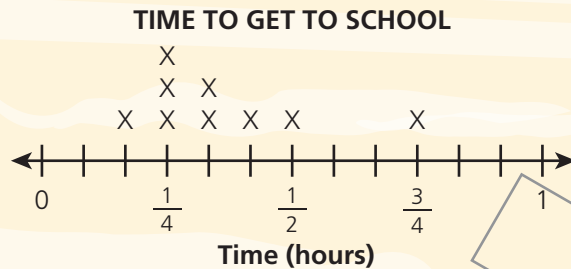 TIME TO GET TO SCHOOL
X
X X
X X X X X X
0 1/4 1/2 3/4 1
Time (hours)